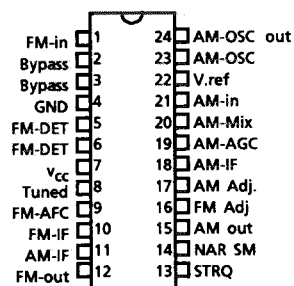 FM-in 1 24 AM-OSC out
Bypass 2 23 AM-OSC
Bypass 3 22 V.ref
GND 4 21 AM-in
FM-DET 5 20 AM-Mix
FM-DET 6 19 AM-AGC
Vcc 7 18 AM-IF
Tuned 8 17 AM Adj.
FM-AFC 9 16 FM Adj
FM-IF 10 15 AM out
AM-IF 11 14 NAR SM
FM-out 12 13 STRQ